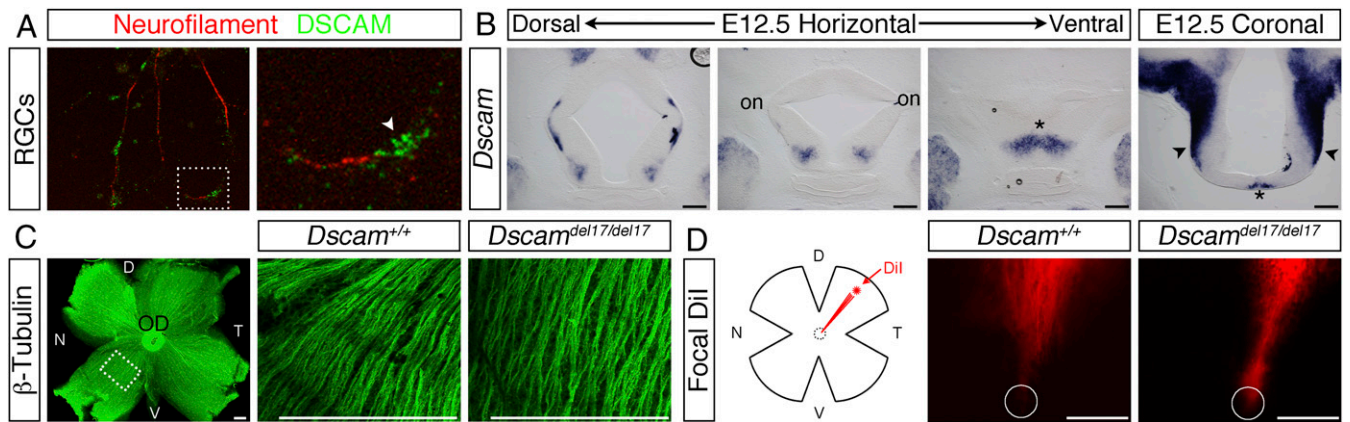 A
Neurofilament DSCAM
RGCs
B
Dorsal E12.5 Horizontal Ventral
E12.5 Coronal
Dscam
on
on
*
*
C
Dscam+/+
Dscamdel17/del17
β-Tubulin
D
OD
N
T
V
D
Dscam+/+
Dscamdel17/del17
Focal DiI
D
DiI
N
T
V